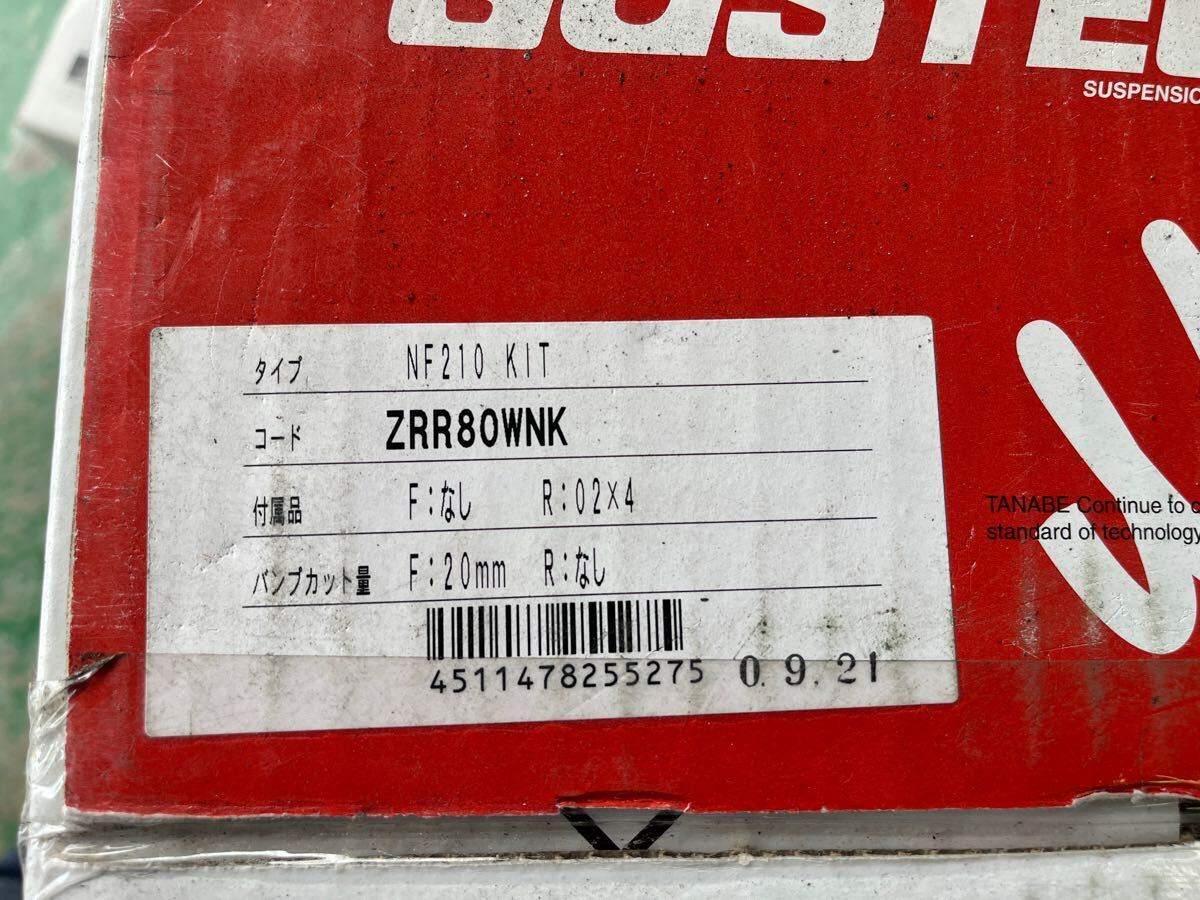 SUSPENSIO
タイプ NF210 KIT
コード ZRR80WNK
付属品 F:なし R:02×4
バンプカット量 F:20mm R:なし
4511478255275 0.9.21
TANABE Continue to
standard of technology